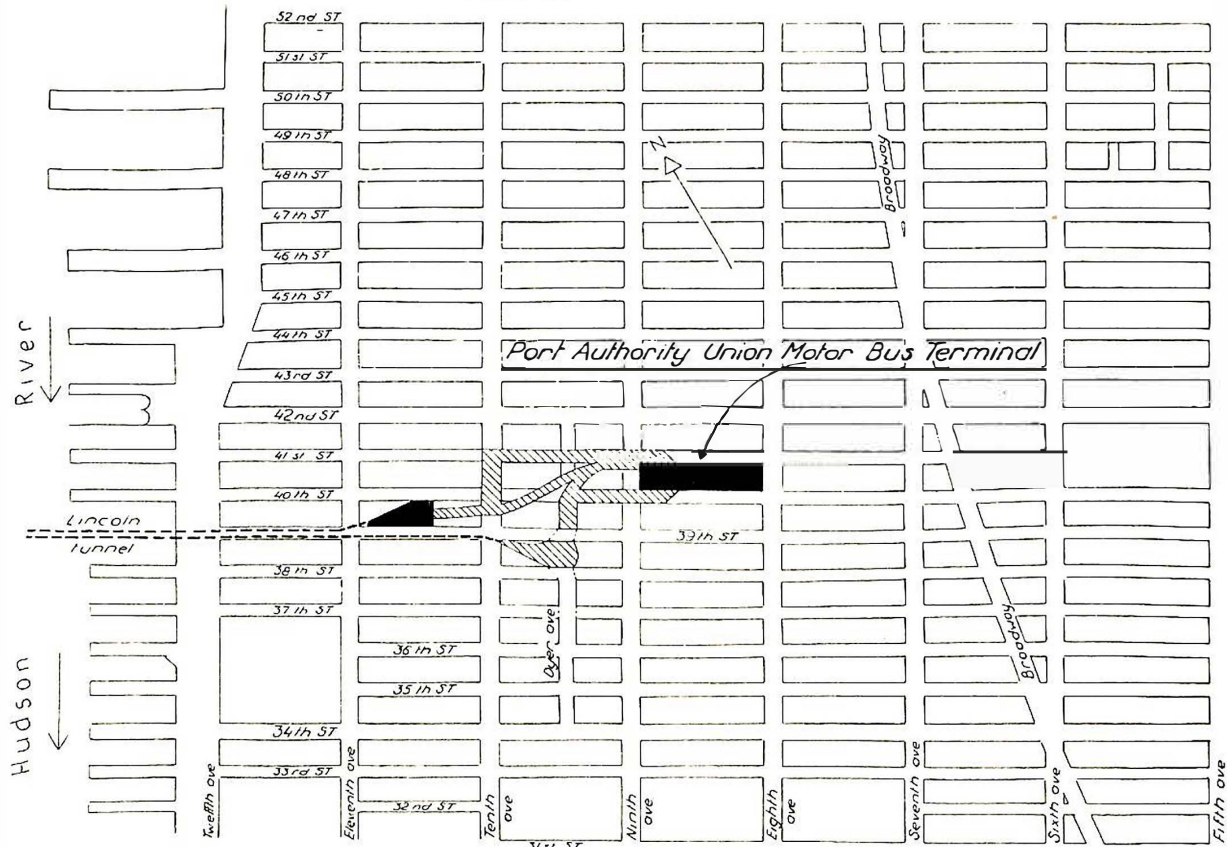 52nd ST
51st ST
50th ST
49th ST
48th ST
47th ST
46th ST
45th ST
44th ST
43rd ST
42nd ST
41st ST
40th ST
N
Broadway
River
Port Authority Union Motor Bus Terminal
Lincoln
Tunnel
39th ST
38th ST
37th ST
36th ST
35th ST
34th ST
33rd ST
32nd ST
31st ST
Dyer ave
Broadway
Hudson
Twelfth ave
Eleventh ave
Tenth ave
Ninth ave
Eighth ave
Seventh ave
Sixth ave
Fifth ave